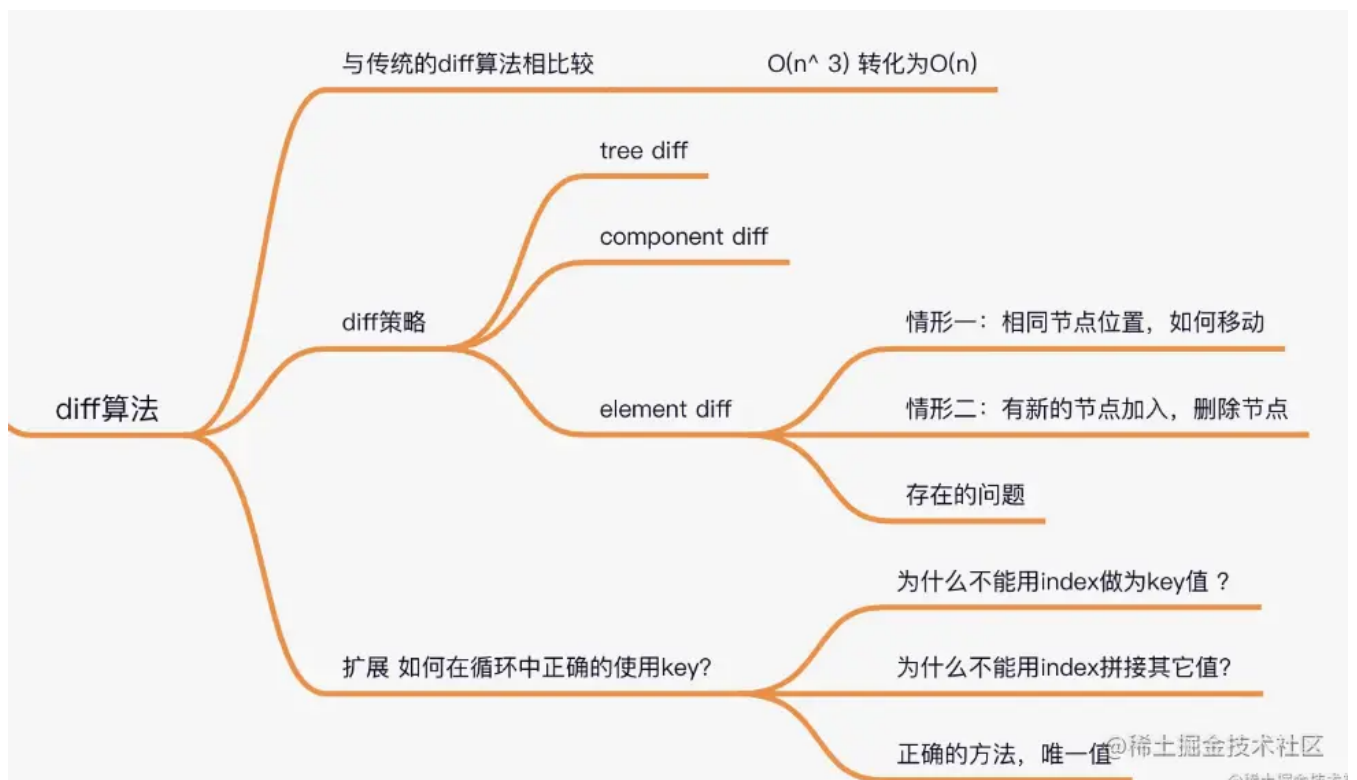 与传统的diff算法相比较
O(n^ 3) 转化为O(n)
tree diff
component diff
diff策略
情形一：相同节点位置，如何移动
diff算法
element diff
情形二：有新的节点加入，删除节点
存在的问题
为什么不能用index做为key值 ?
扩展 如何在循环中正确的使用key?
为什么不能用index拼接其它值?
正确的方法，唯一值
@稀土掘金技术社区
@稀土掘金技术社